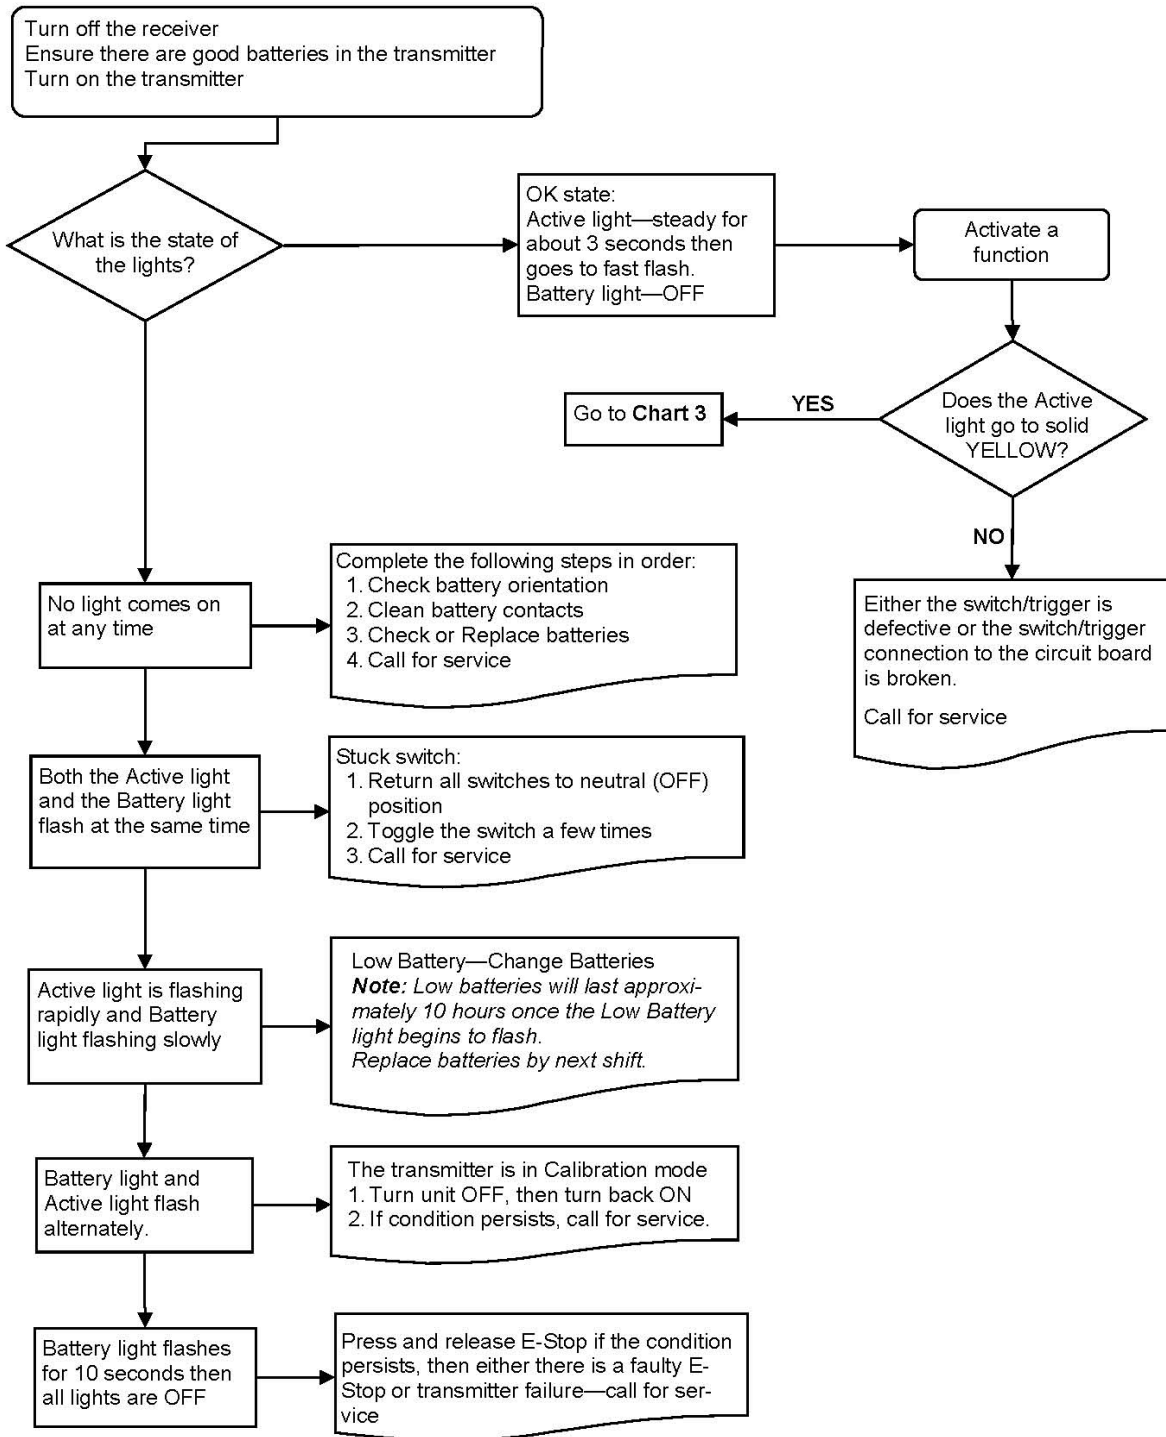 Turn off the receiver
Ensure there are good batteries in the transmitter
Turn on the transmitter
What is the state of
the lights?
OK state:
Active light—steady for
about 3 seconds then
goes to fast flash.
Battery light—OFF
Activate a
function
Does the Active
light go to solid
YELLOW?
YES
Go to Chart 3
NO
Either the switch/trigger is
defective or the switch/trigger
connection to the circuit board
is broken.
Call for service
No light comes on
at any time
Complete the following steps in order:
1. Check battery orientation
2. Clean battery contacts
3. Check or Replace batteries
4. Call for service
Both the Active light
and the Battery light
flash at the same time
Stuck switch:
1. Return all switches to neutral (OFF)
position
2. Toggle the switch a few times
3. Call for service
Active light is flashing
rapidly and Battery
light flashing slowly
Low Battery—Change Batteries
Note: Low batteries will last approxi-
mately 10 hours once the Low Battery
light begins to flash.
Replace batteries by next shift.
Battery light and
Active light flash
alternately.
The transmitter is in Calibration mode
1. Turn unit OFF, then turn back ON
2. If condition persists, call for service.
Battery light flashes
for 10 seconds then
all lights are OFF
Press and release E-Stop if the condition
persists, then either there is a faulty E-
Stop or transmitter failure—call for ser-
vice